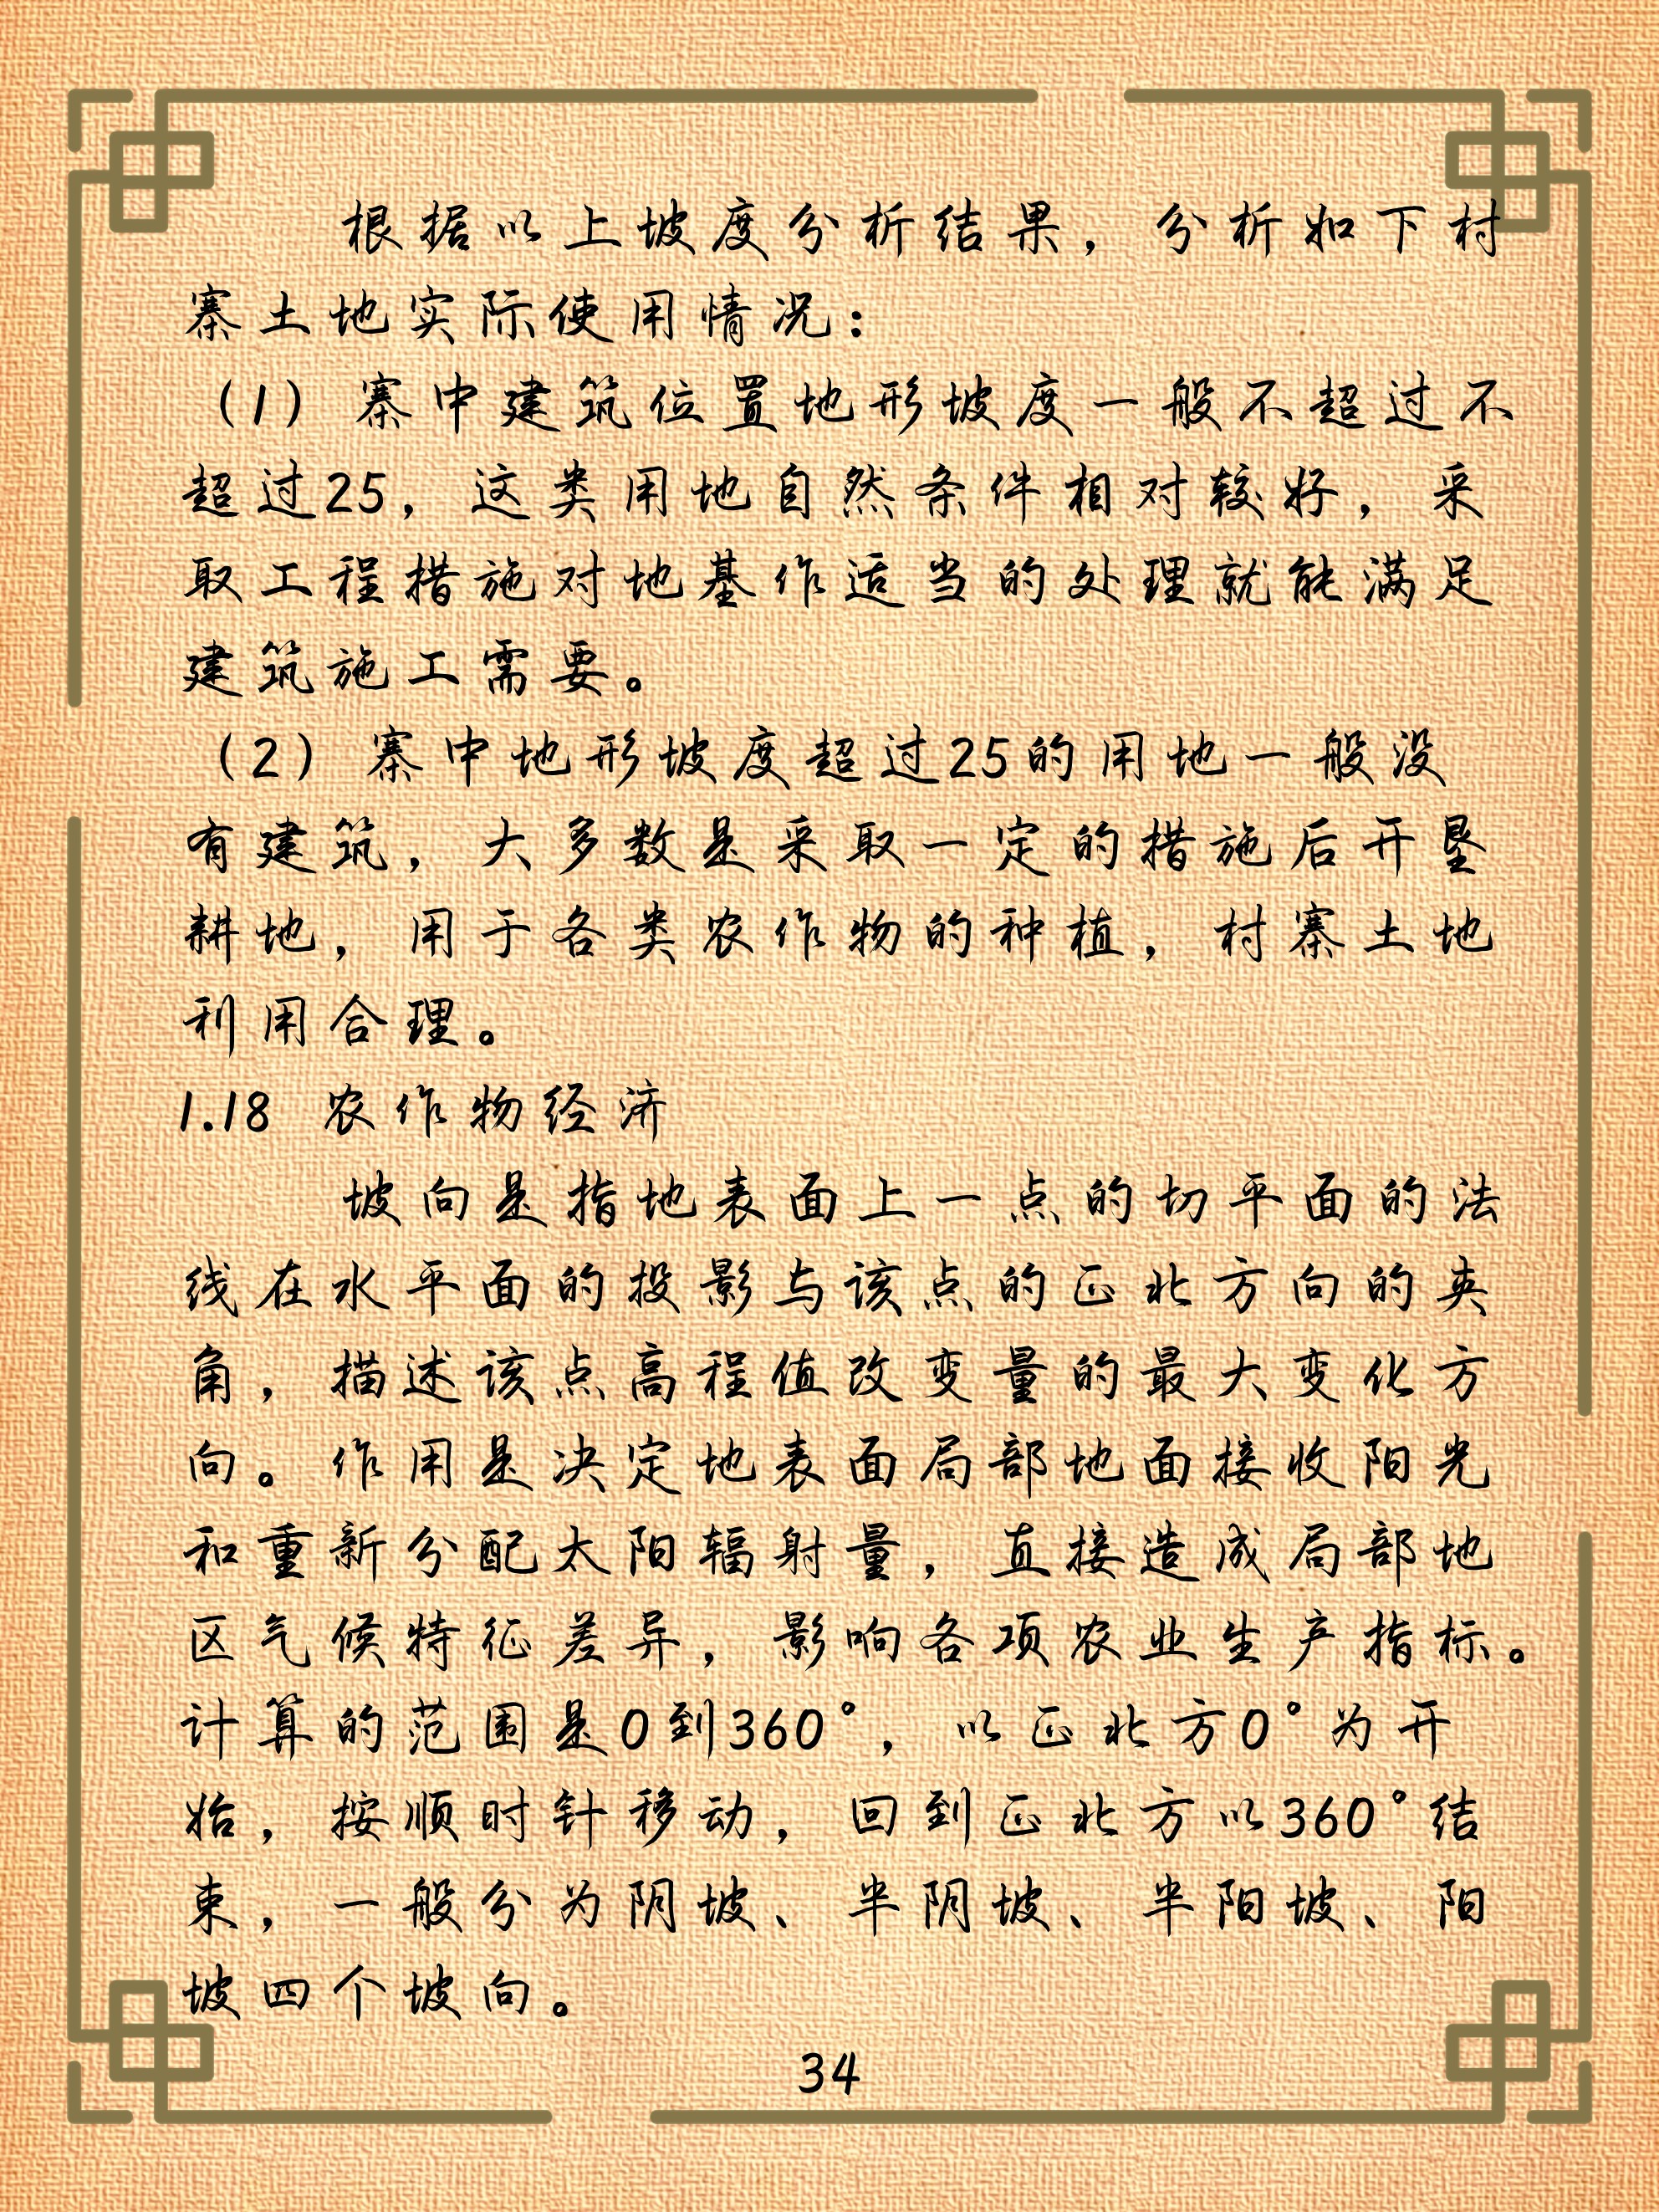 根据以上坡度分析结果，分析如下村
寨土地实际使用情况：
（1）寨中建筑位置地形坡度一般不超过不
超过25，这类用地自然条件相对较好，采
取工程措施对地基作适当的处理就能满足
建筑施工需要。
（2）寨中地形坡度超过25的用地一般没
有建筑，大多数是采取一定的措施后开垦
耕地，用于各类农作物的种植，村寨土地
利用合理。
1.18 农作物经济
坡向是指地表面上一点的切平面的法
线在水平面的投影与该点的正北方向的夹
角，描述该点高程值改变量的最大变化方
向。作用是决定地表面局部地面接收阳光
和重新分配太阳辐射量，直接造成局部地
区气候特征差异，影响各项农业生产指标。
计算的范围是0到360°，以正北方0°为开
始，按顺时针移动，回到正北方以360°结
束，一般分为阴坡、半阴坡、半阳坡、阳
坡四个坡向。
34